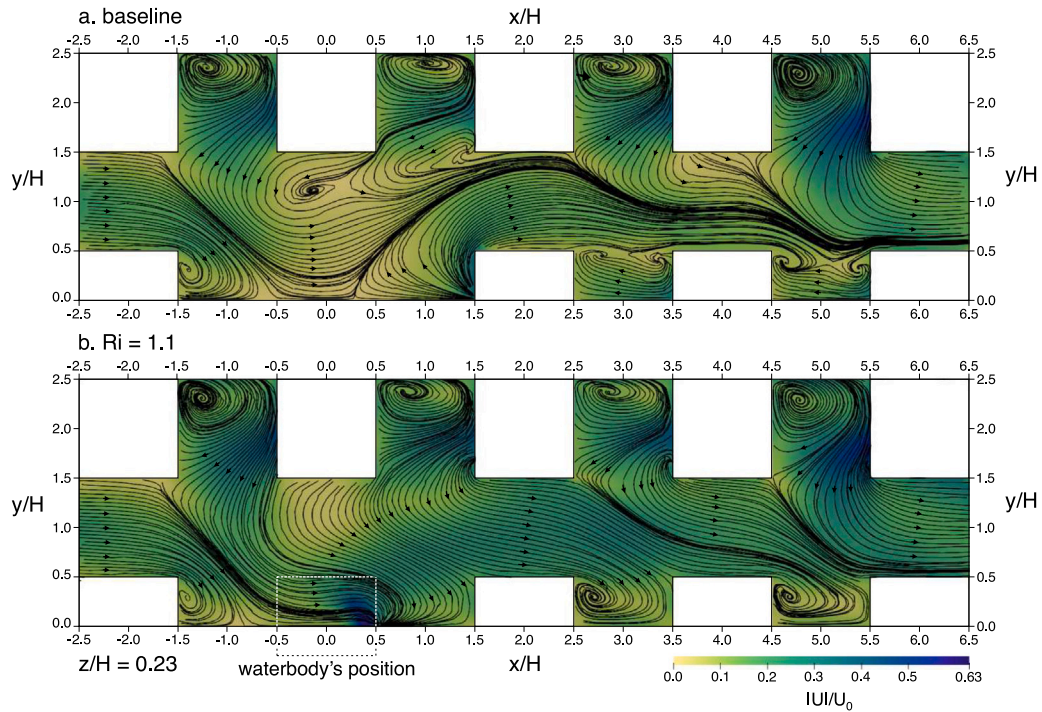 a. baseline
x/H
-2.5 -2.0 -1.5 -1.0 -0.5 0.0 0.5 1.0 1.5 2.0 2.5 3.0 3.5 4.0 4.5 5.0 5.5 6.0 6.5
2.5 2.5
2.0 2.0
1.5 1.5
y/H y/H
1.0 1.0
0.5 0.5
0.0 0.0
-2.5 -2.0 -1.5 -1.0 -0.5 0.0 0.5 1.0 1.5 2.0 2.5 3.0 3.5 4.0 4.5 5.0 5.5 6.0 6.5
b. Ri = 1.1
-2.5 -2.0 -1.5 -1.0 -0.5 0.0 0.5 1.0 1.5 2.0 2.5 3.0 3.5 4.0 4.5 5.0 5.5 6.0 6.5
2.5 2.5
2.0 2.0
1.5 1.5
y/H y/H
1.0 1.0
0.5 0.5
0.0 0.0
-2.5 -2.0 -1.5 -1.0 -0.5 0.0 0.5 1.0 1.5 2.0 2.5 3.0 3.5 4.0 4.5 5.0 5.5 6.0 6.5
z/H = 0.23
waterbody's position
x/H
0.0 0.1 0.2 0.3 0.4 0.5 0.63
|U|/U₀